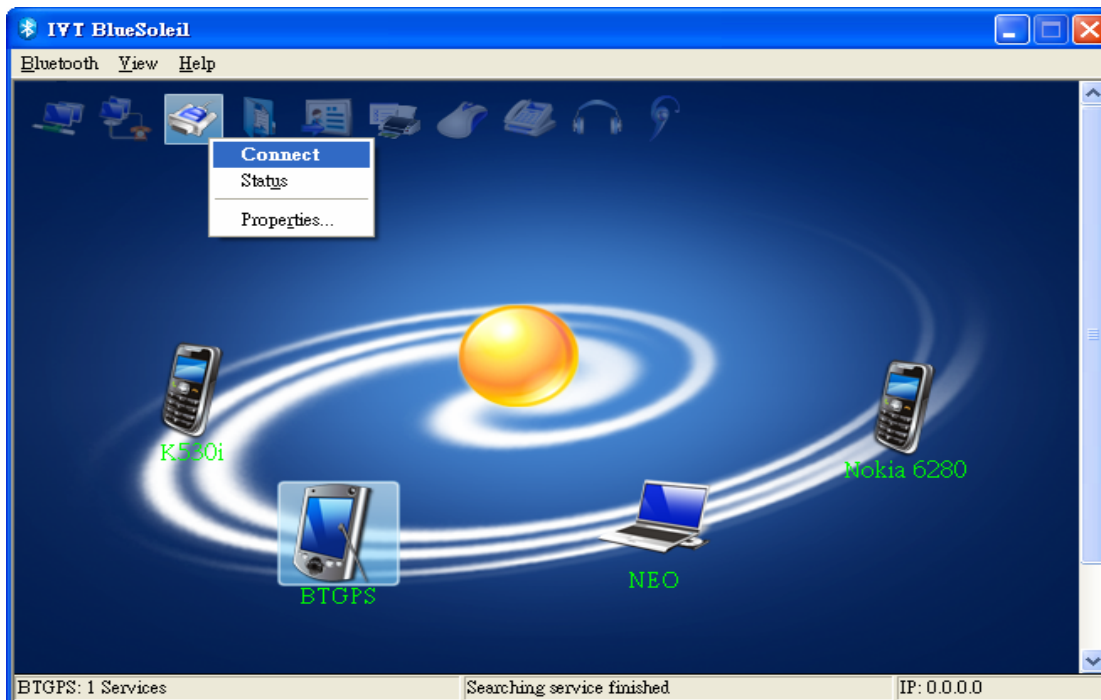 IVT BlueSoleil
Bluetooth View Help
Connect
Status
Properties...
K530i
Nokia 6280
NEO
BTGPS
BTGPS: 1 Services Searching service finished IP: 0.0.0.0